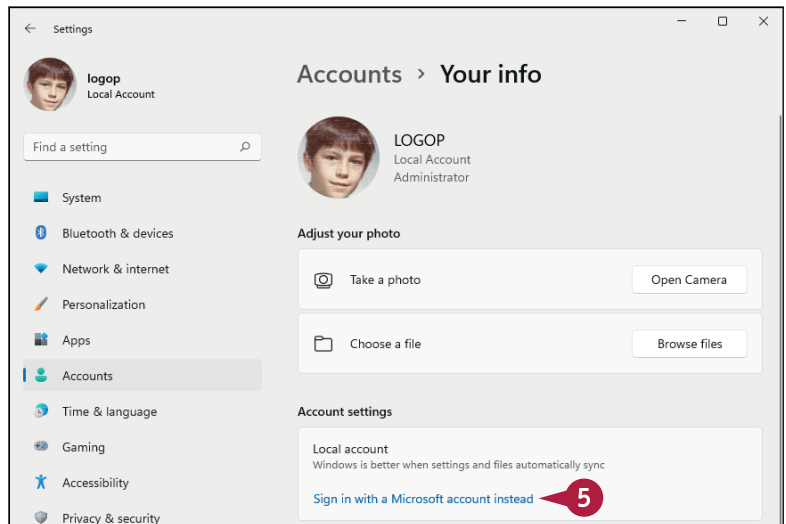 Settings
logop
Local Account
Find a setting
System
Bluetooth & devices
Network & internet
Personalization
Apps
Accounts
Time & language
Gaming
Accessibility
Privacy & security
Accounts > Your info
LOGOP
Local Account
Administrator
Adjust your photo
Take a photo
Open Camera
Choose a file
Browse files
Account settings
Local account
Windows is better when settings and files automatically sync
Sign in with a Microsoft account instead
5